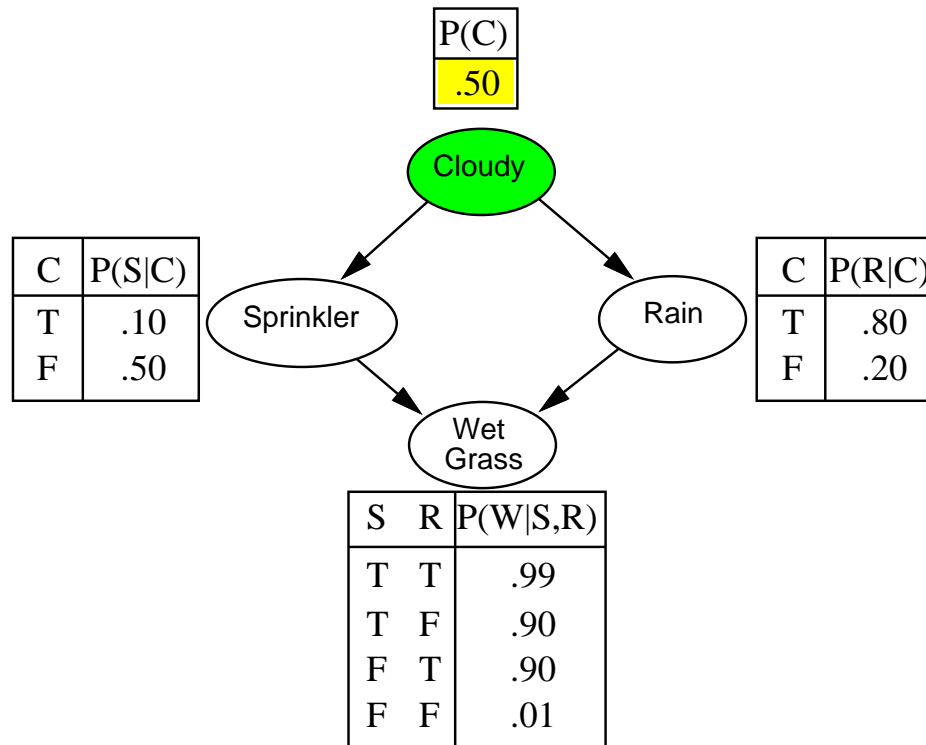 P(C)
.50
Cloudy
C P(S|C)
T .10
F .50
Sprinkler
Rain
C P(R|C)
T .80
F .20
Wet
Grass
S R P(W|S,R)
T T .99
T F .90
F T .90
F F .01